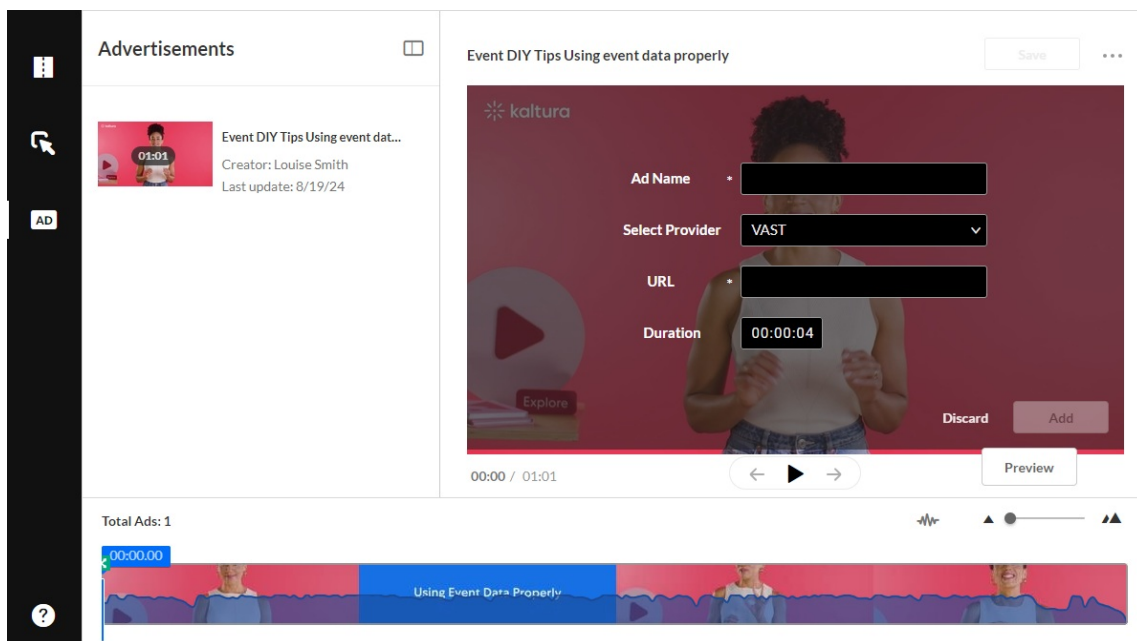 Advertisements
Event DIY Tips Using event data properly
Save
AD
01:01
Event DIY Tips Using event dat...
Creator: Louise Smith
Last update: 8/19/24
kaltura
Ad Name *
Select Provider VAST
URL *
Duration 00:00:04
Explore
Discard Add
00:00 / 01:01
Preview
Total Ads: 1
00:00.00
Using Event Data Properly
?